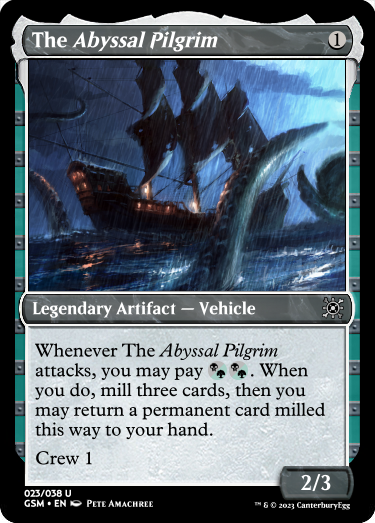 The Abyssal Pilgrim 1
Legendary Artifact — Vehicle
Whenever The Abyssal Pilgrim
attacks, you may pay . When
you do, mill three cards, then you
may return a permanent card milled
this way to your hand.
Crew 1
2/3
023/038 U
GSM • EN Pete Amachree
™ & © 2023 CanterburyEgg